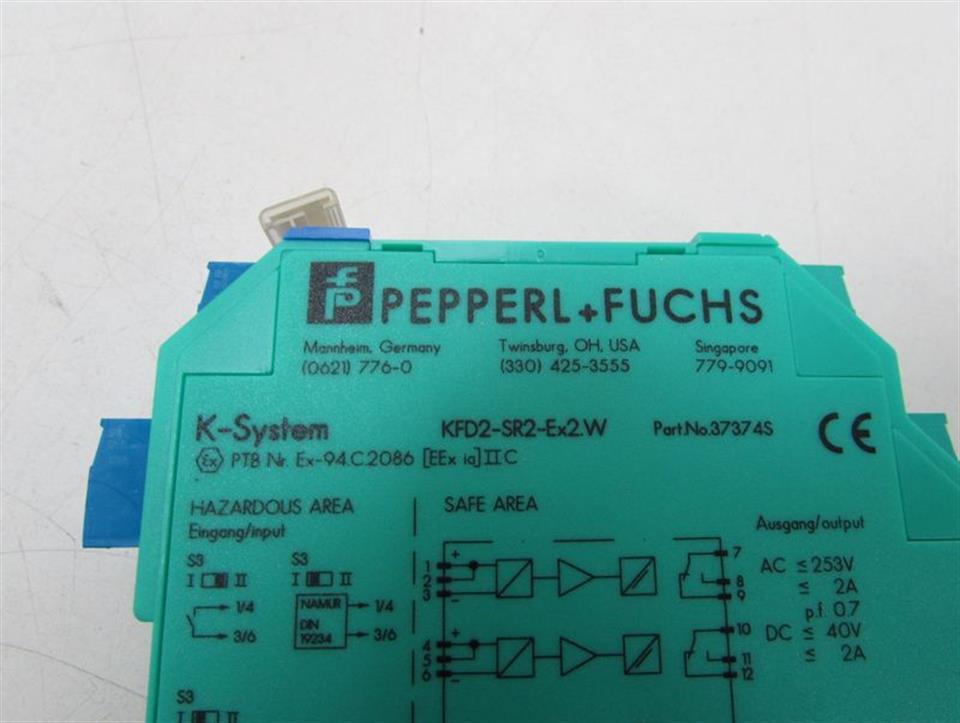 fp PEPPERL+FUCHS
Mannheim, Germany Twinsburg, OH, USA Singapore
(0621) 776-0 (330) 425-3555 779-9091
K-System KFD2-SR2-Ex2.W Part.No.37374S CE
Ex PTB Nr. Ex-94.C.2086 [EEx ia] II C
HAZARDOUS AREA SAFE AREA
Eingang/input Ausgang/output
S3 S3
I II I II
1/4 NAMUR 1/4
3/6 DIN 3/6
19234
1 + 7
2 8
3 - 9
AC ≤ 253V
≤ 2A
p.f. 0.7
4 + 10
5 11
6 - 12
DC ≤ 40V
≤ 2A
S3
I II